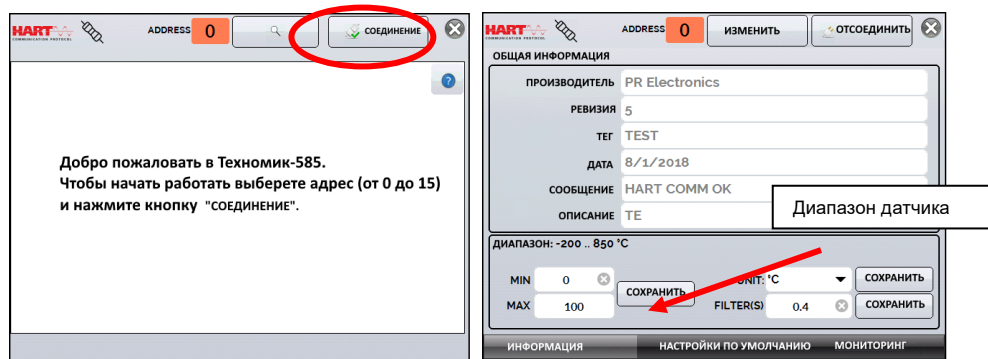 HART
COMMUNICATION PROTOCOL
ADDRESS 0 СОЕДИНЕНИЕ
?
Добро пожаловать в Техномик-585.
Чтобы начать работать выберете адрес (от 0 до 15)
и нажмите кнопку "СОЕДИНЕНИЕ".
HART
COMMUNICATION PROTOCOL
ADDRESS 0 ИЗМЕНИТЬ ОТСОЕДИНИТЬ
ОБЩАЯ ИНФОРМАЦИЯ
ПРОИЗВОДИТЕЛЬ PR Electronics
РЕВИЗИЯ 5
ТЕГ TEST
ДАТА 8/1/2018
СООБЩЕНИЕ HART COMM OK
ОПИСАНИЕ TE
Диапазон датчика
ДИАПАЗОН: -200 .. 850 °C
MIN 0 СОХРАНИТЬ UNIT: °C СОХРАНИТЬ
MAX 100 FILTER(S) 0.4 СОХРАНИТЬ
ИНФОРМАЦИЯ НАСТРОЙКИ ПО УМОЛЧАНИЮ МОНИТОРИНГ